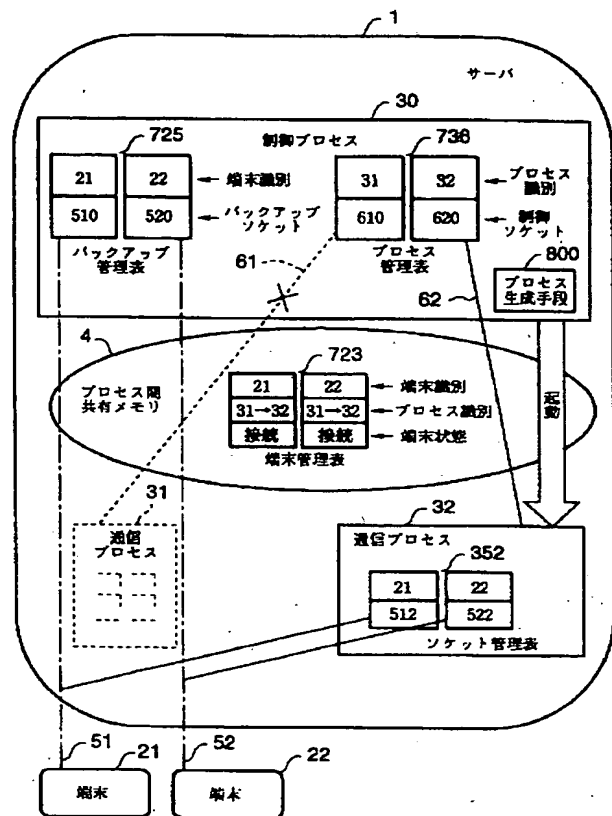 1
サーバ
30
制御プロセス
725
21 22
端末識別
510 520
バックアップソケット
バックアップ管理表
736
31 32
プロセス識別
610 620
制御ソケット
プロセス管理表
800
プロセス生成手段
61
62
4
プロセス間共有メモリ
723
21 22
端末識別
31→32 31→32
プロセス識別
接続 接続
端末状態
端末管理表
起動
31
通信プロセス
32
通信プロセス
352
21 22
512 522
ソケット管理表
51
21
52
22
端末
端末